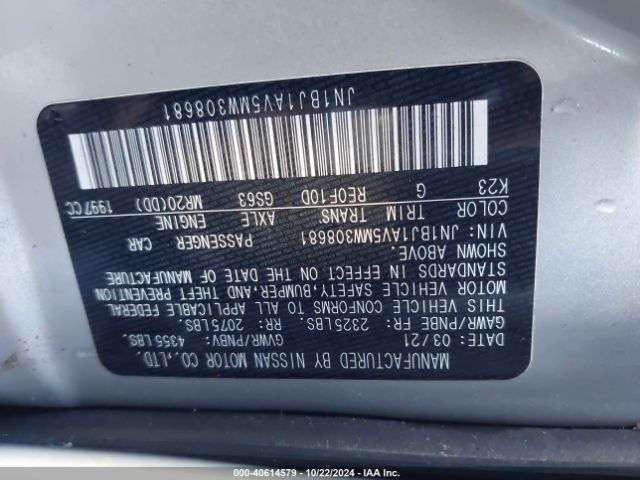 MANUFACTURED BY NISSAN MOTOR CO.,LTD.
DATE: 03/21 GVWR/PNBV: 4355 LBS.
GAWR/PNBE FR: 2325LBS. RR: 2075LBS.
THIS VEHICLE CONFORMS TO ALL APPLICABLE FEDERAL
MOTOR VEHICLE SAFETY,BUMPER,AND THEFT PREVENTION
STANDARDS IN EFFECT ON THE DATE OF MANUFACTURE
SHOWN ABOVE.
VIN: JN1BJ1AV5MW308681 PASSENGER CAR
COLOR TRIM TRANS. AXLE ENGINE
K23 G RE0F10D GS63 MR20(DD) 1997CC
JN1BJ1AV5MW308681
000-40614579 - 10/22/2024 - IAA Inc.